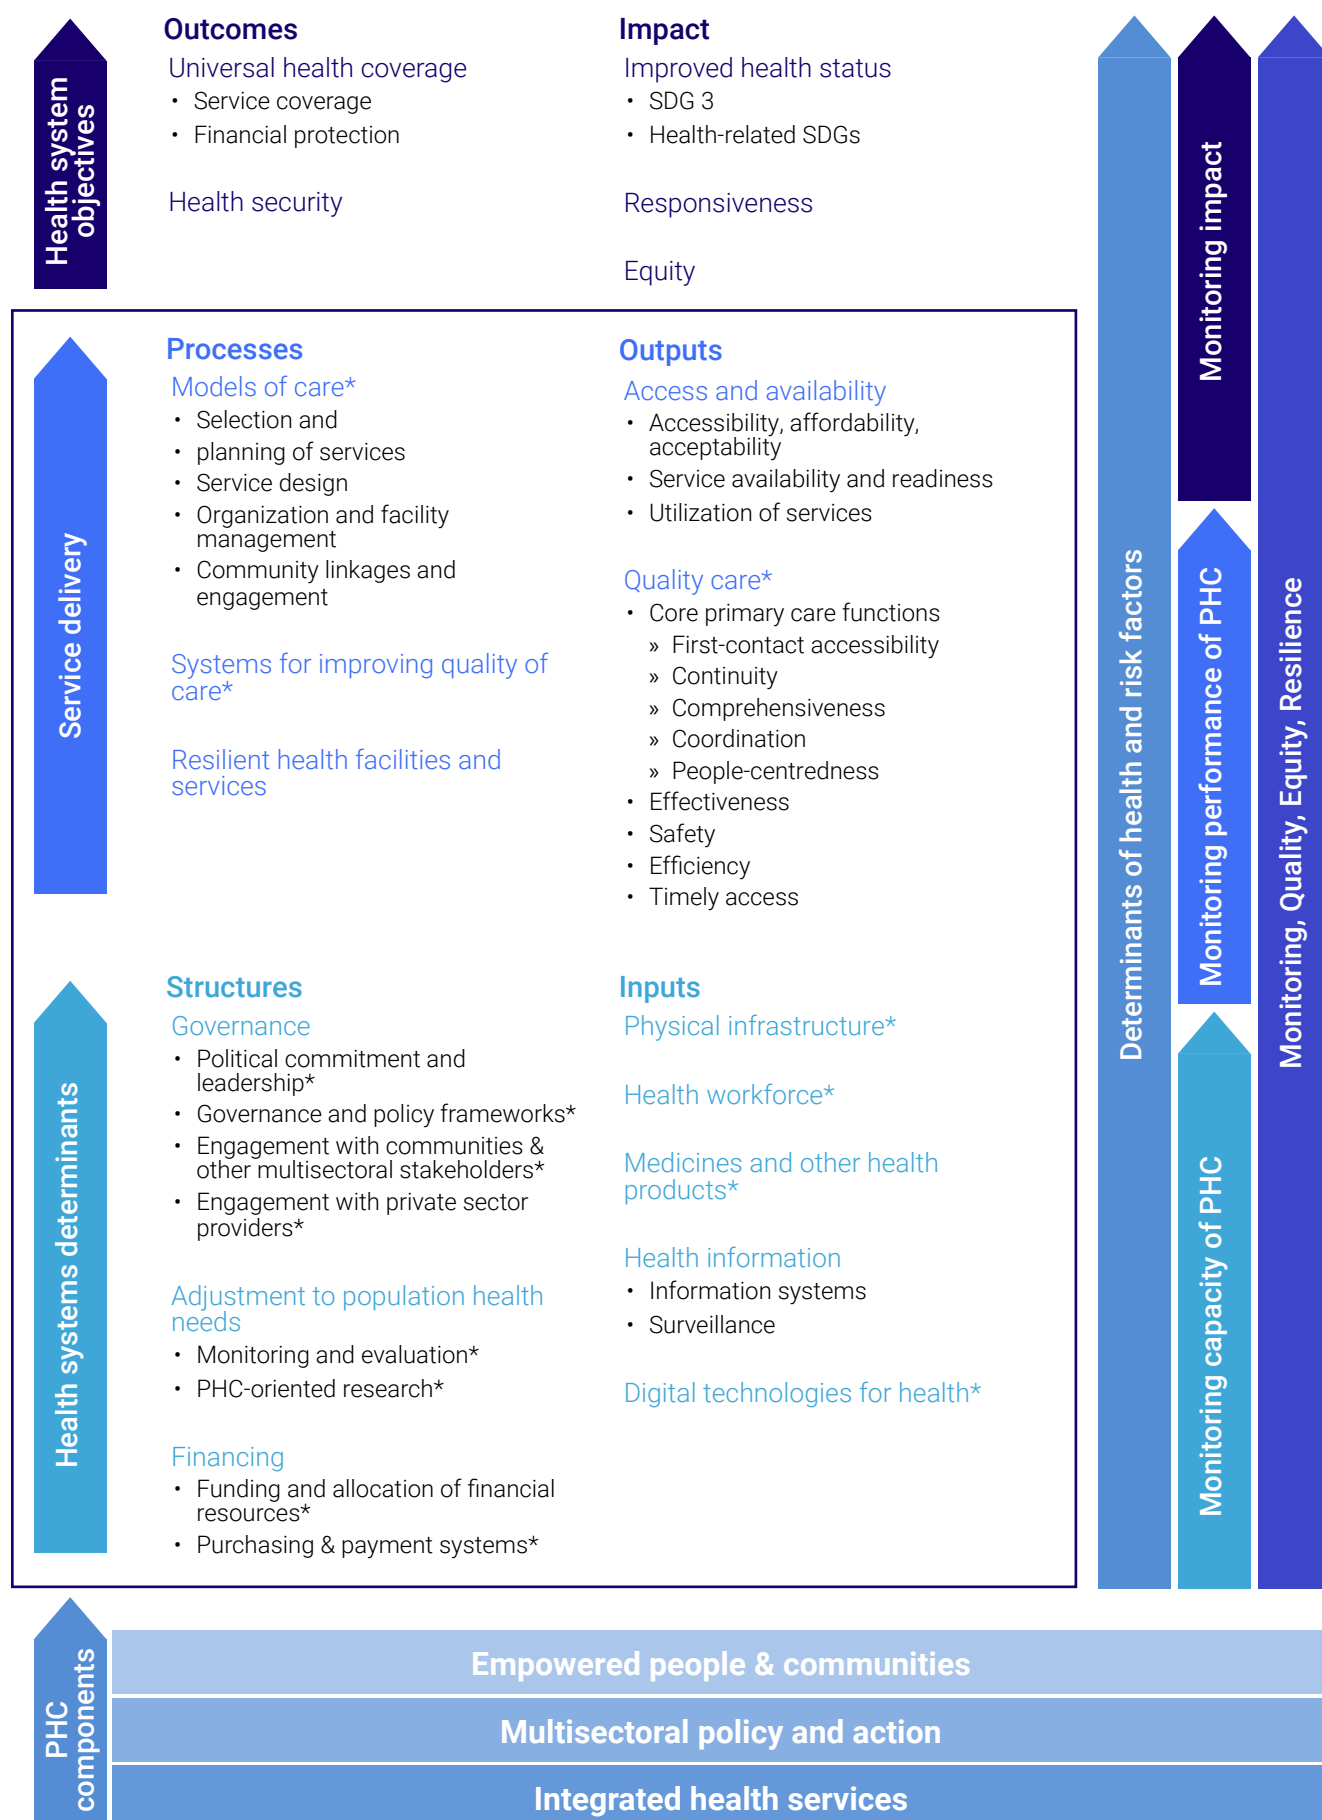 Health system
objectives
Outcomes
Universal health coverage
• Service coverage
• Financial protection
Health security
Impact
Improved health status
• SDG 3
• Health-related SDGs
Responsiveness
Equity
Service delivery
Processes
Models of care*
• Selection and
• planning of services
• Service design
• Organization and facility
management
• Community linkages and
engagement
Systems for improving quality of
care*
Resilient health facilities and
services
Outputs
Access and availability
• Accessibility, affordability,
acceptability
• Service availability and readiness
• Utilization of services
Quality care*
• Core primary care functions
» First-contact accessibility
» Continuity
» Comprehensiveness
» Coordination
» People-centredness
• Effectiveness
• Safety
• Efficiency
• Timely access
Health systems determinants
Structures
Governance
• Political commitment and
leadership*
• Governance and policy frameworks*
• Engagement with communities &
other multisectoral stakeholders*
• Engagement with private sector
providers*
Adjustment to population health
needs
• Monitoring and evaluation*
• PHC-oriented research*
Financing
• Funding and allocation of financial
resources*
• Purchasing & payment systems*
Inputs
Physical infrastructure*
Health workforce*
Medicines and other health
products*
Health information
• Information systems
• Surveillance
Digital technologies for health*
Determinants of health and risk factors
Monitoring impact
Monitoring performance of PHC
Monitoring capacity of PHC
Monitoring, Quality, Equity, Resilience
PHC
components
Empowered people & communities
Multisectoral policy and action
Integrated health services